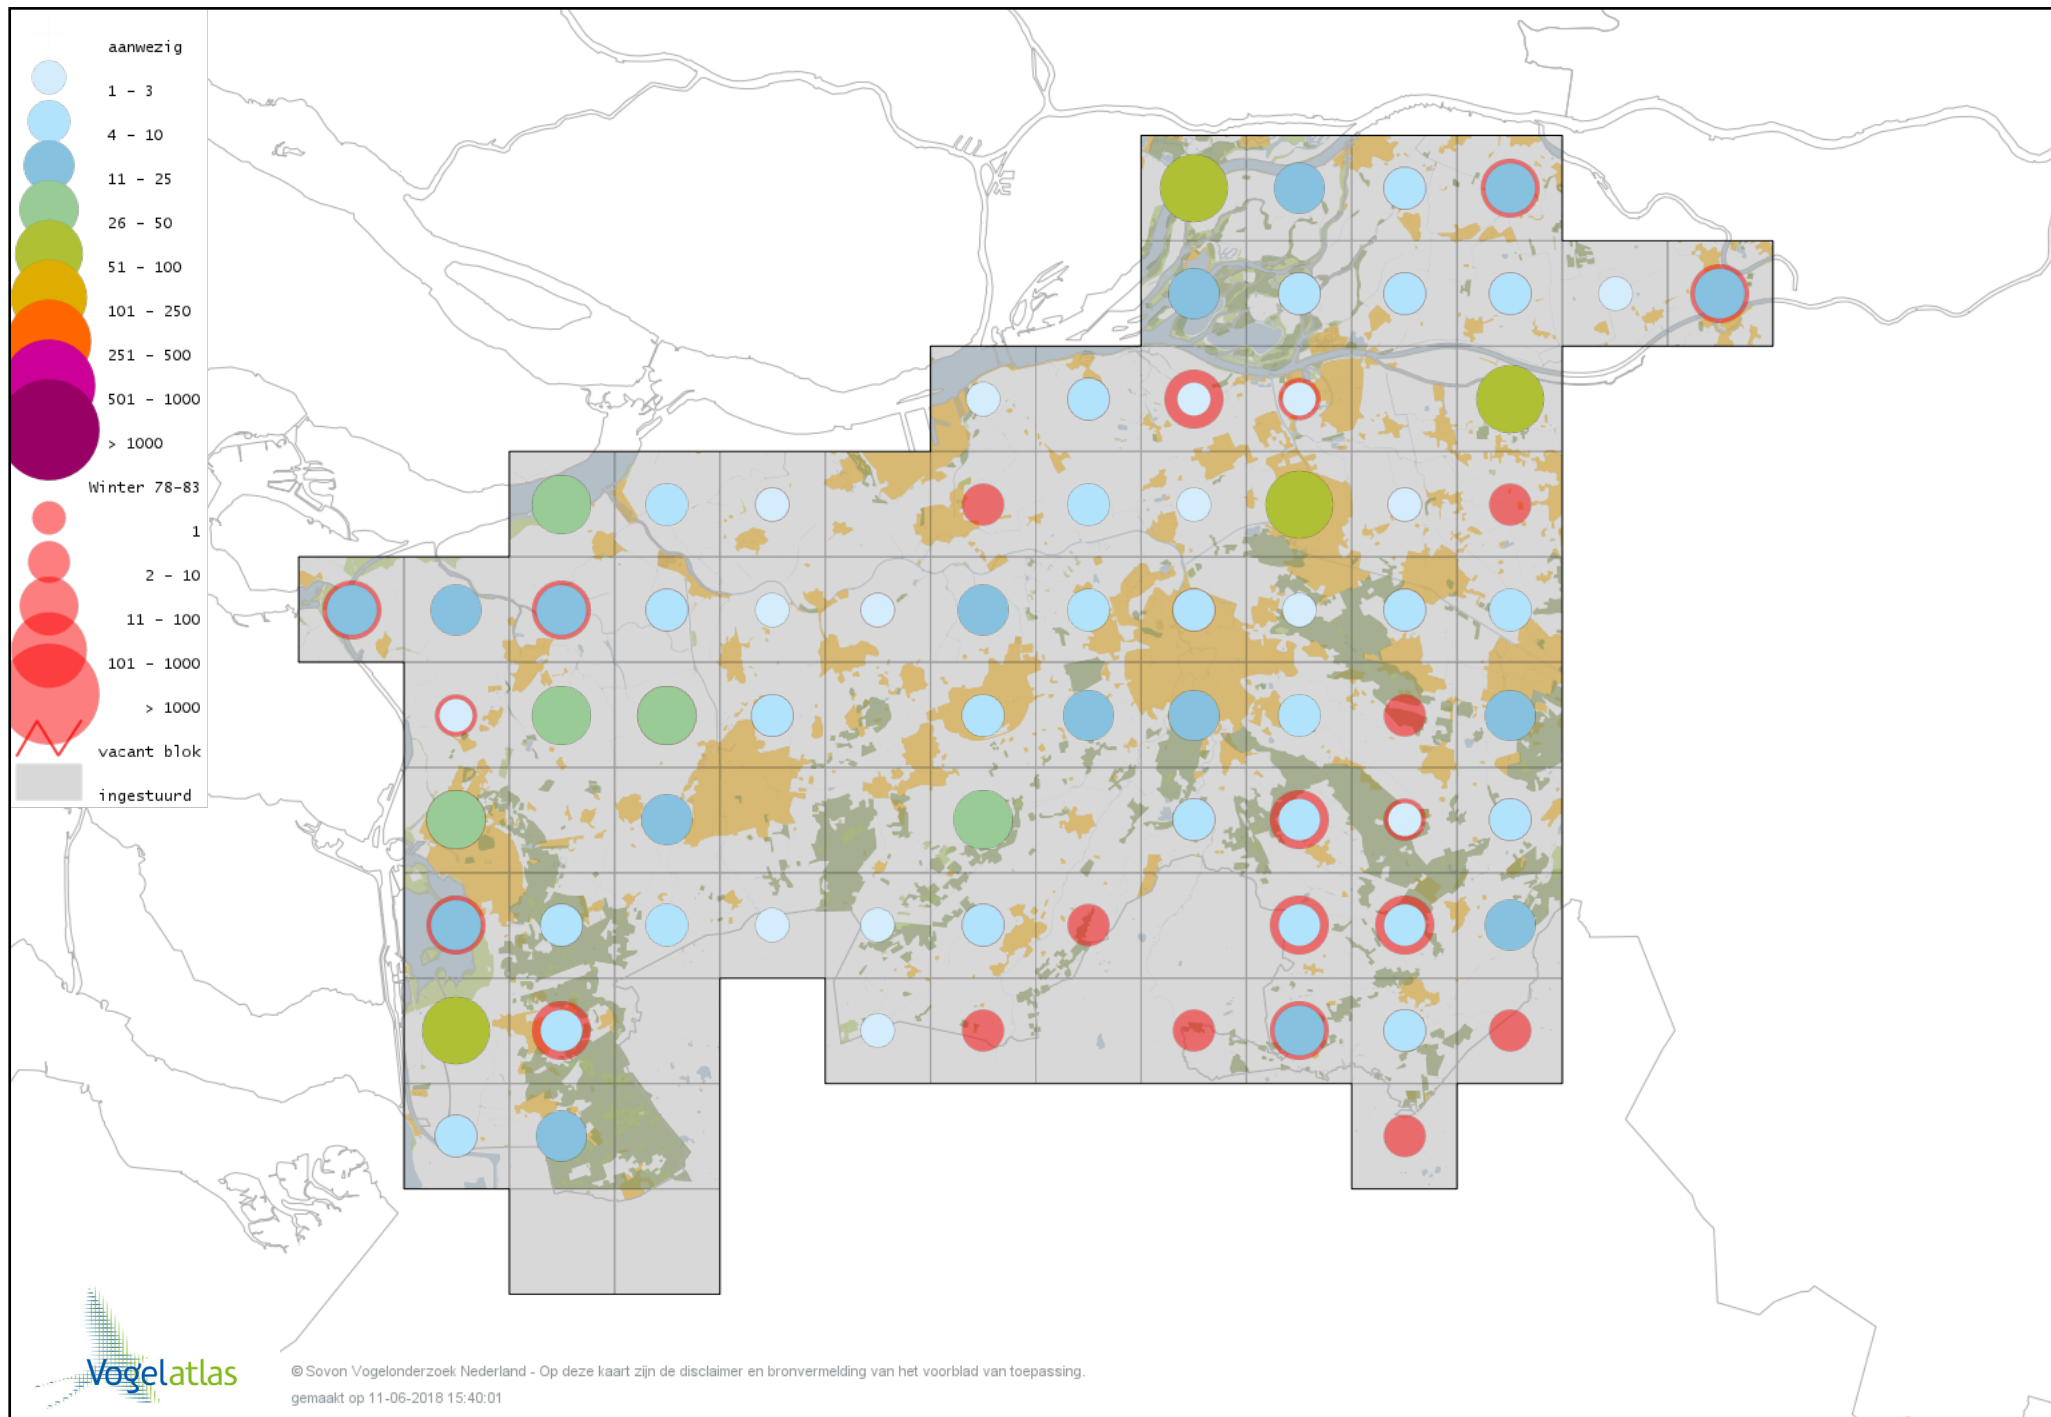 aanwezig
1 - 3
4 - 10
11 - 25
26 - 50
51 - 100
101 - 250
251 - 500
501 - 1000
> 1000
Winter 78-83
1
2 - 10
11 - 100
101 - 1000
> 1000
vacant blok
ingestuurd
Vogelatlas
© Sovon Vogelonderzoek Nederland - Op deze kaart zijn de disclaimer en bronvermelding van het voorblad van toepassing.
gemaakt op 11-06-2018 15:40:01